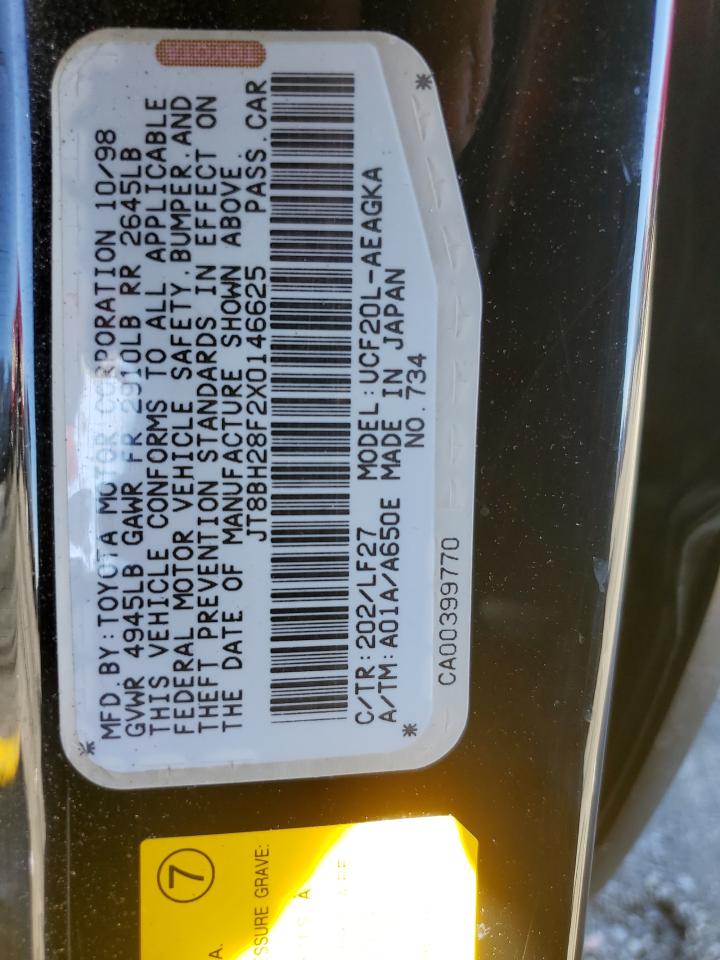 MFD. BY: TOYOTA MOTOR CORPORATION 10/98
GVWR 4945LB GAWR FR 2910LB RR 2645LB
THIS VEHICLE CONFORMS TO ALL APPLICABLE
FEDERAL MOTOR VEHICLE SAFETY, BUMPER, AND
THEFT PREVENTION STANDARDS IN EFFECT ON
THE DATE OF MANUFACTURE SHOWN ABOVE
JT8BH28F2X0146625 PASS. CAR
C/TR: 202/LF27 MODEL: UCF20L-AEAGKA
A/TM: A01A/A650E MADE IN JAPAN
NO. 734
CA00399770
7
A.
SSURE GRAVE: